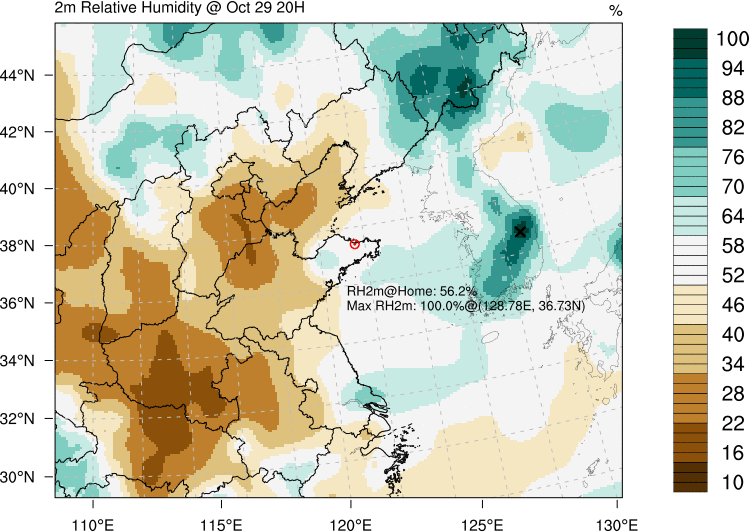 2m Relative Humidity @ Oct 29 20H
%
44°N
42°N
40°N
38°N
36°N
34°N
32°N
30°N
RH2m@Home: 56.2%
Max RH2m: 100.0%@(128.78E, 36.73N)
110°E
115°E
120°E
125°E
130°E
100
94
88
82
76
70
64
58
52
46
40
34
28
22
16
10